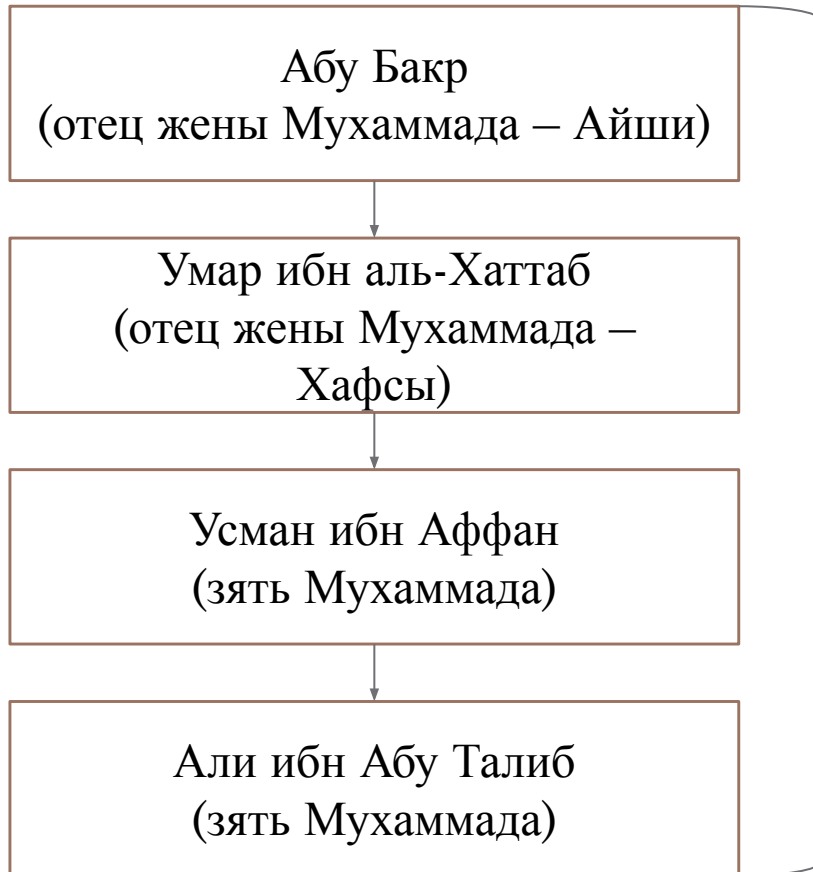 Абу Бакр
(отец жены Мухаммада – Айши)
Умар ибн аль-Хаттаб
(отец жены Мухаммада –
Хафсы)
Усман ибн Аффан
(зять Мухаммада)
Али ибн Абу Талиб
(зять Мухаммада)